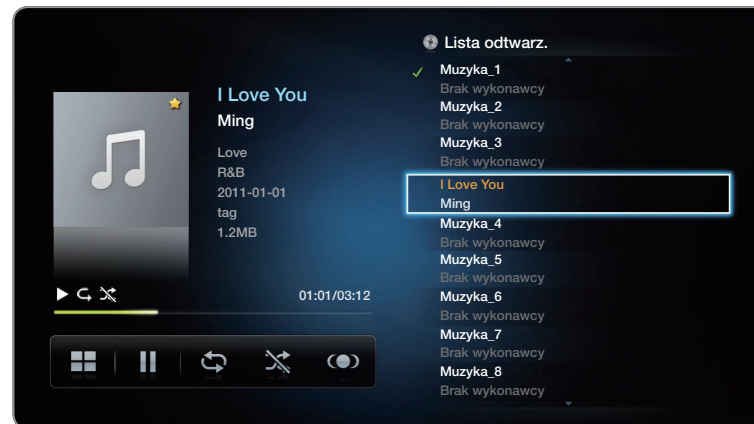 I Love You
Ming
Love
R&B
2011-01-01
tag
1.2MB
01:01/03:12
Lista odtwarz.
Muzyka_1
Brak wykonawcy
Muzyka_2
Brak wykonawcy
Muzyka_3
Brak wykonawcy
I Love You
Ming
Muzyka_4
Brak wykonawcy
Muzyka_5
Brak wykonawcy
Muzyka_6
Brak wykonawcy
Muzyka_7
Brak wykonawcy
Muzyka_8
Brak wykonawcy